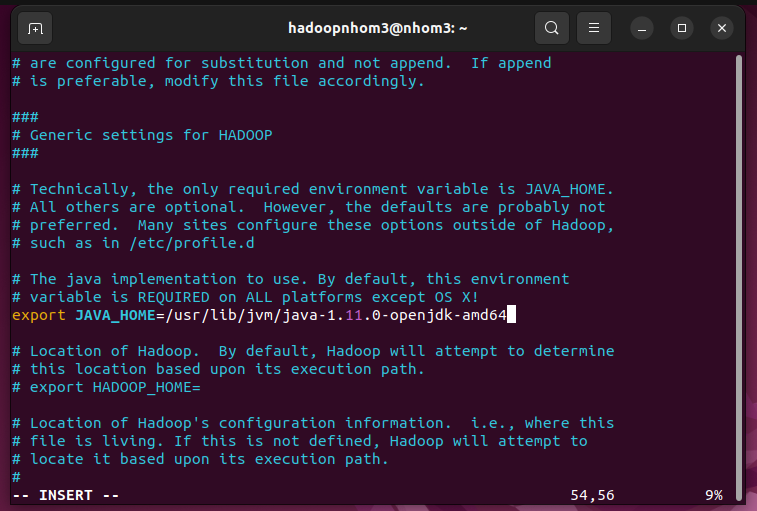 hadoopnhom3@nhom3: ~
# are configured for substitution and not append.  If append
# is preferable, modify this file accordingly.
###
# Generic settings for HADOOP
###
# Technically, the only required environment variable is JAVA_HOME.
# All others are optional.  However, the defaults are probably not
# preferred.  Many sites configure these options outside of Hadoop,
# such as in /etc/profile.d
# The java implementation to use. By default, this environment
# variable is REQUIRED on ALL platforms except OS X!
export JAVA_HOME=/usr/lib/jvm/java-1.11.0-openjdk-amd64
# Location of Hadoop.  By default, Hadoop will attempt to determine
# this location based upon its execution path.
# export HADOOP_HOME=
# Location of Hadoop's configuration information.  i.e., where this
# file is living. If this is not defined, Hadoop will attempt to
# locate it based upon its execution path.
#
-- INSERT -- 54,56 9%